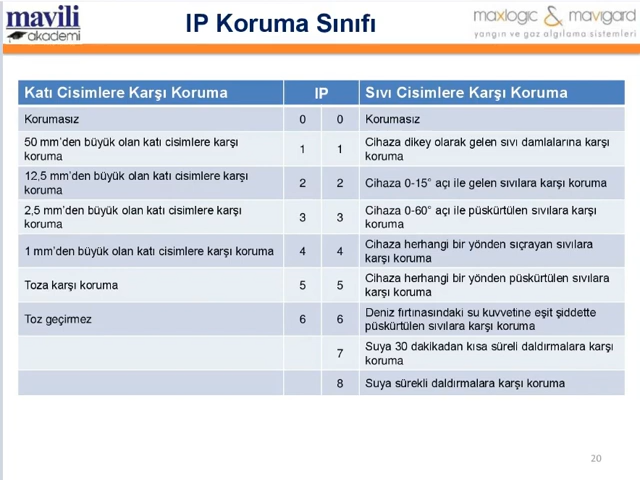 mavili
akademi
IP Koruma Sınıfı
maxlogic & mavigard
yangın ve gaz algılama sistemleri
Katı Cisimlere Karşı Koruma IP Sıvı Cisimlere Karşı Koruma
Korumasız 0 0 Korumasız
50 mm'den büyük olan katı cisimlere karşı
koruma
1 1
Cihaza dikey olarak gelen sıvı damlalarına karşı
koruma
12,5 mm'den büyük olan katı cisimlere karşı
koruma
2 2 Cihaza 0-15° açı ile gelen sıvılara karşı koruma
2,5 mm'den büyük olan katı cisimlere karşı
koruma
3 3
Cihaza 0-60° açı ile püskürtülen sıvılara karşı
koruma
1 mm'den büyük olan katı cisimlere karşı koruma 4 4
Cihaza herhangi bir yönden sıçrayan sıvılara
karşı koruma
Toza karşı koruma 5 5
Cihaza herhangi bir yönden püskürtülen sıvılara
karşı koruma
Toz geçirmez 6 6
Deniz fırtınasındaki su kuvvetine eşit şiddette
püskürtülen sıvılara karşı koruma
7
Suya 30 dakikadan kısa süreli daldırmalara karşı
koruma
8 Suya sürekli daldırmalara karşı koruma
20